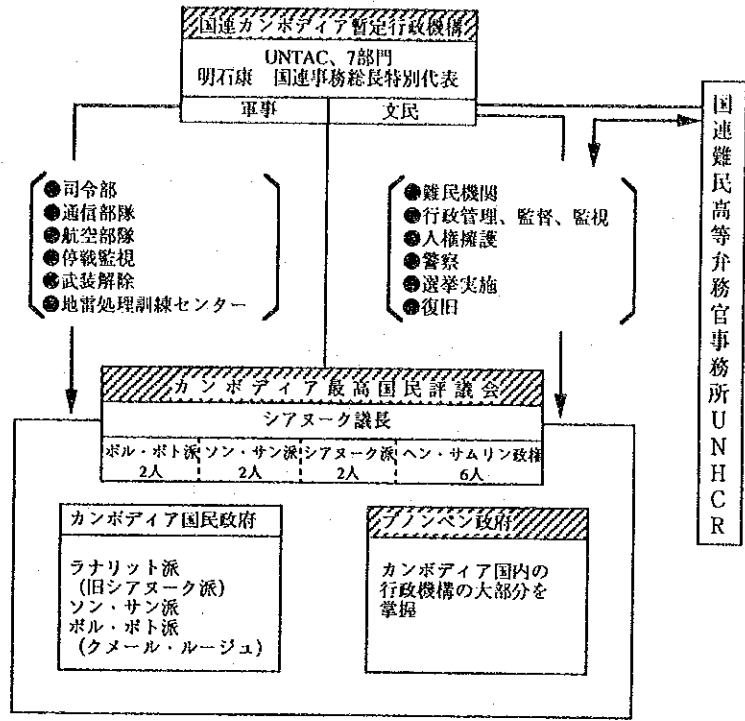 国連カンボディア暫定行政機構
UNTAC、7部門
明石康　国連事務総長特別代表
軍事
文民
●司令部
●通信部隊
●航空部隊
●停戦監視
●武装解除
●地雷処理訓練センター
●難民機関
●行政管理、監督、監視
●人権擁護
●警察
●選挙実施
●復旧
国連難民高等弁務官事務所UNHCR
カンボディア最高国民評議会
シアヌーク議長
ポル・ポト派
2人
ソン・サン派
2人
シアヌーク派
2人
ヘン・サムリン政権
6人
カンボディア国民政府
ラナリット派
(旧シアヌーク派)
ソン・サン派
ポル・ポト派
(クメール・ルージュ)
プノンペン政府
カンボディア国内の
行政機構の大部分を
掌握